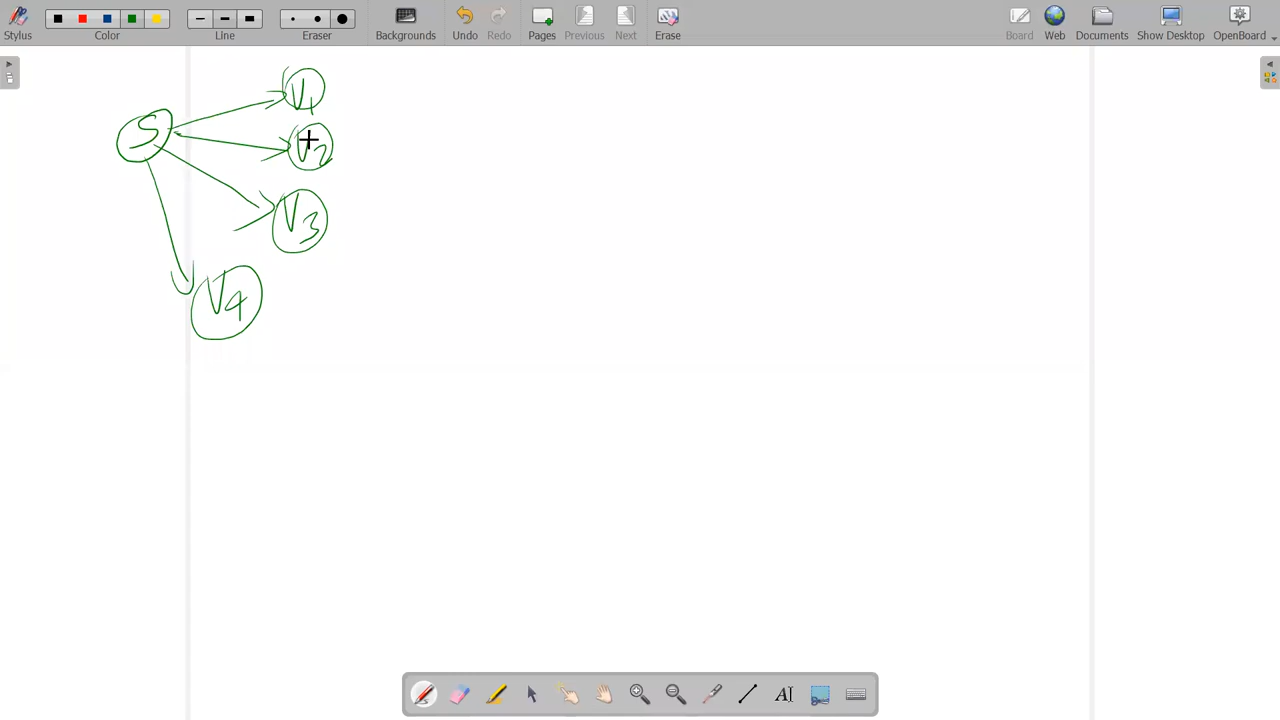 Stylus Color Line Eraser Backgrounds Undo Redo Pages Previous Next Erase Board Web Documents Show Desktop OpenBoard
V1
S
V2
V3
V4
AI